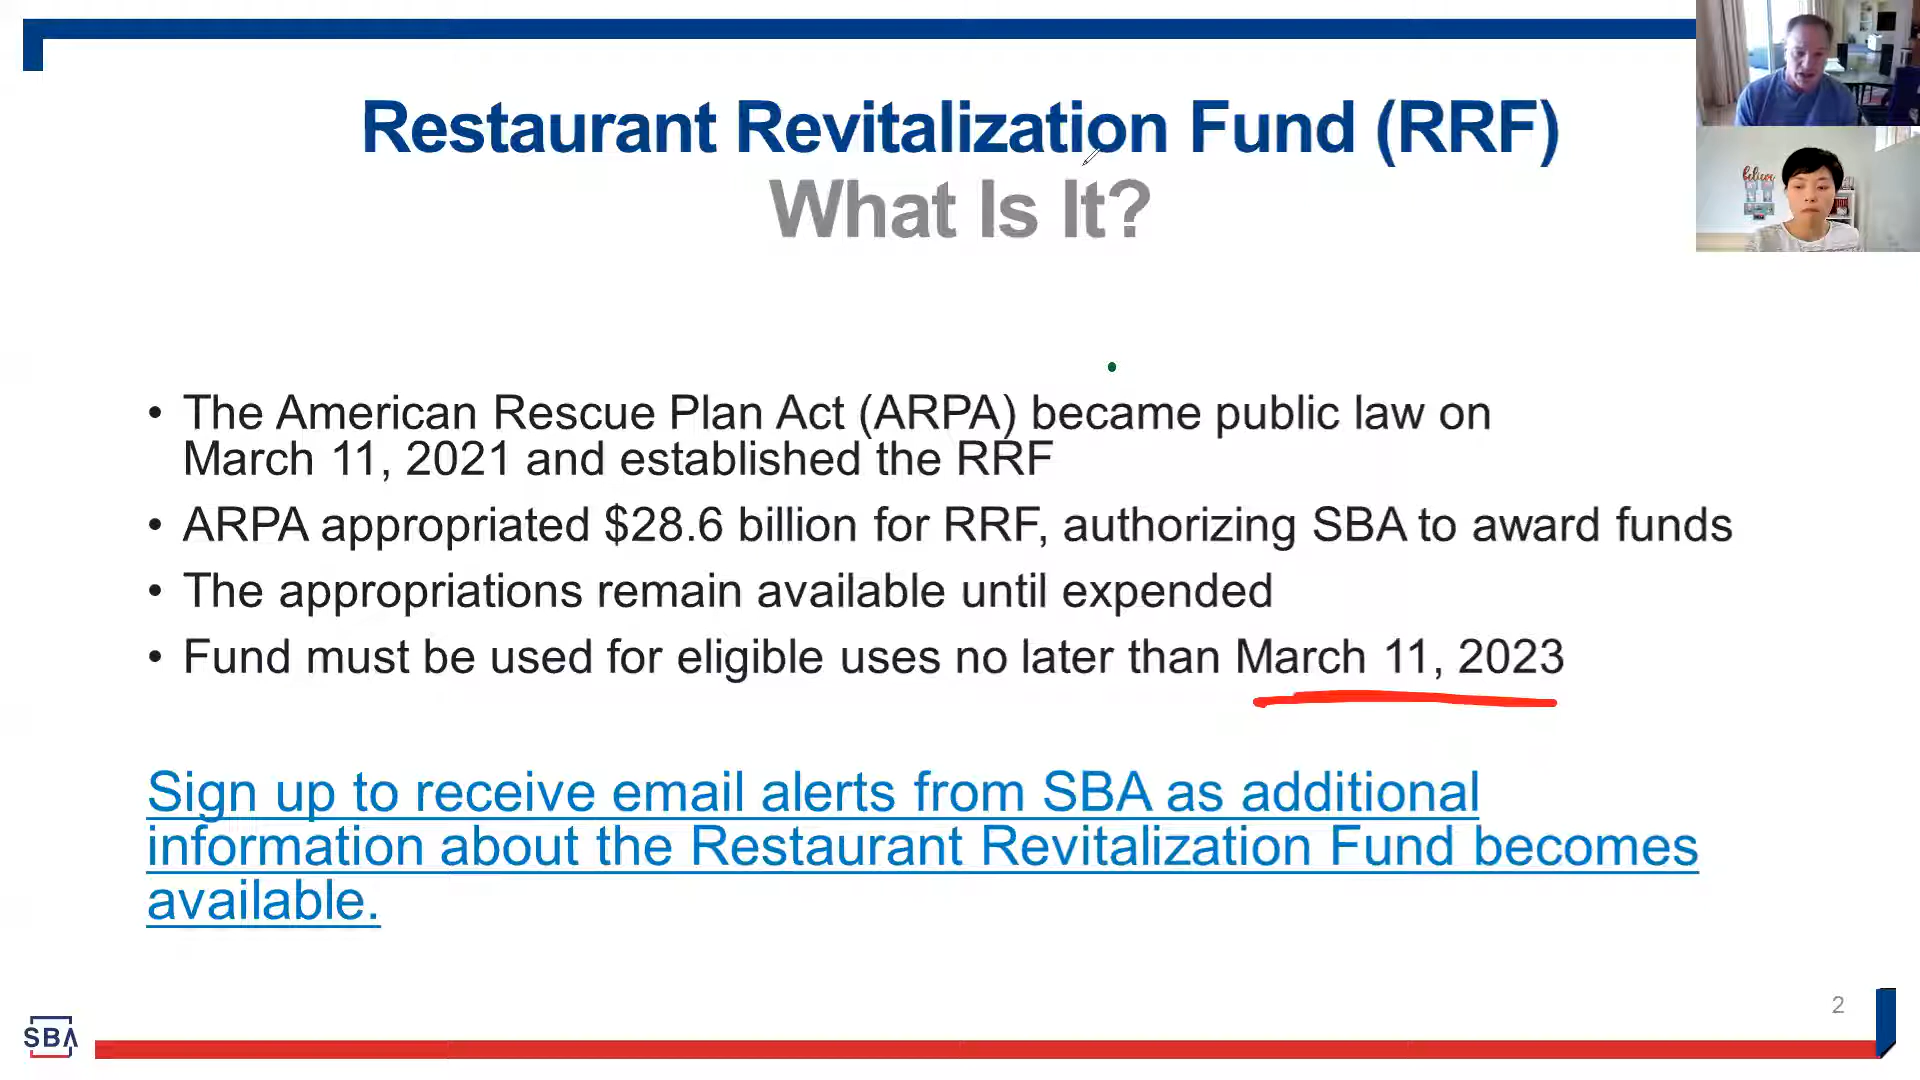 Restaurant Revitalization Fund (RRF)
What Is It?
believe
• The American Rescue Plan Act (ARPA) became public law on
March 11, 2021 and established the RRF
• ARPA appropriated $28.6 billion for RRF, authorizing SBA to award funds
• The appropriations remain available until expended
• Fund must be used for eligible uses no later than March 11, 2023
Sign up to receive email alerts from SBA as additional
information about the Restaurant Revitalization Fund becomes
available.
2
SBA